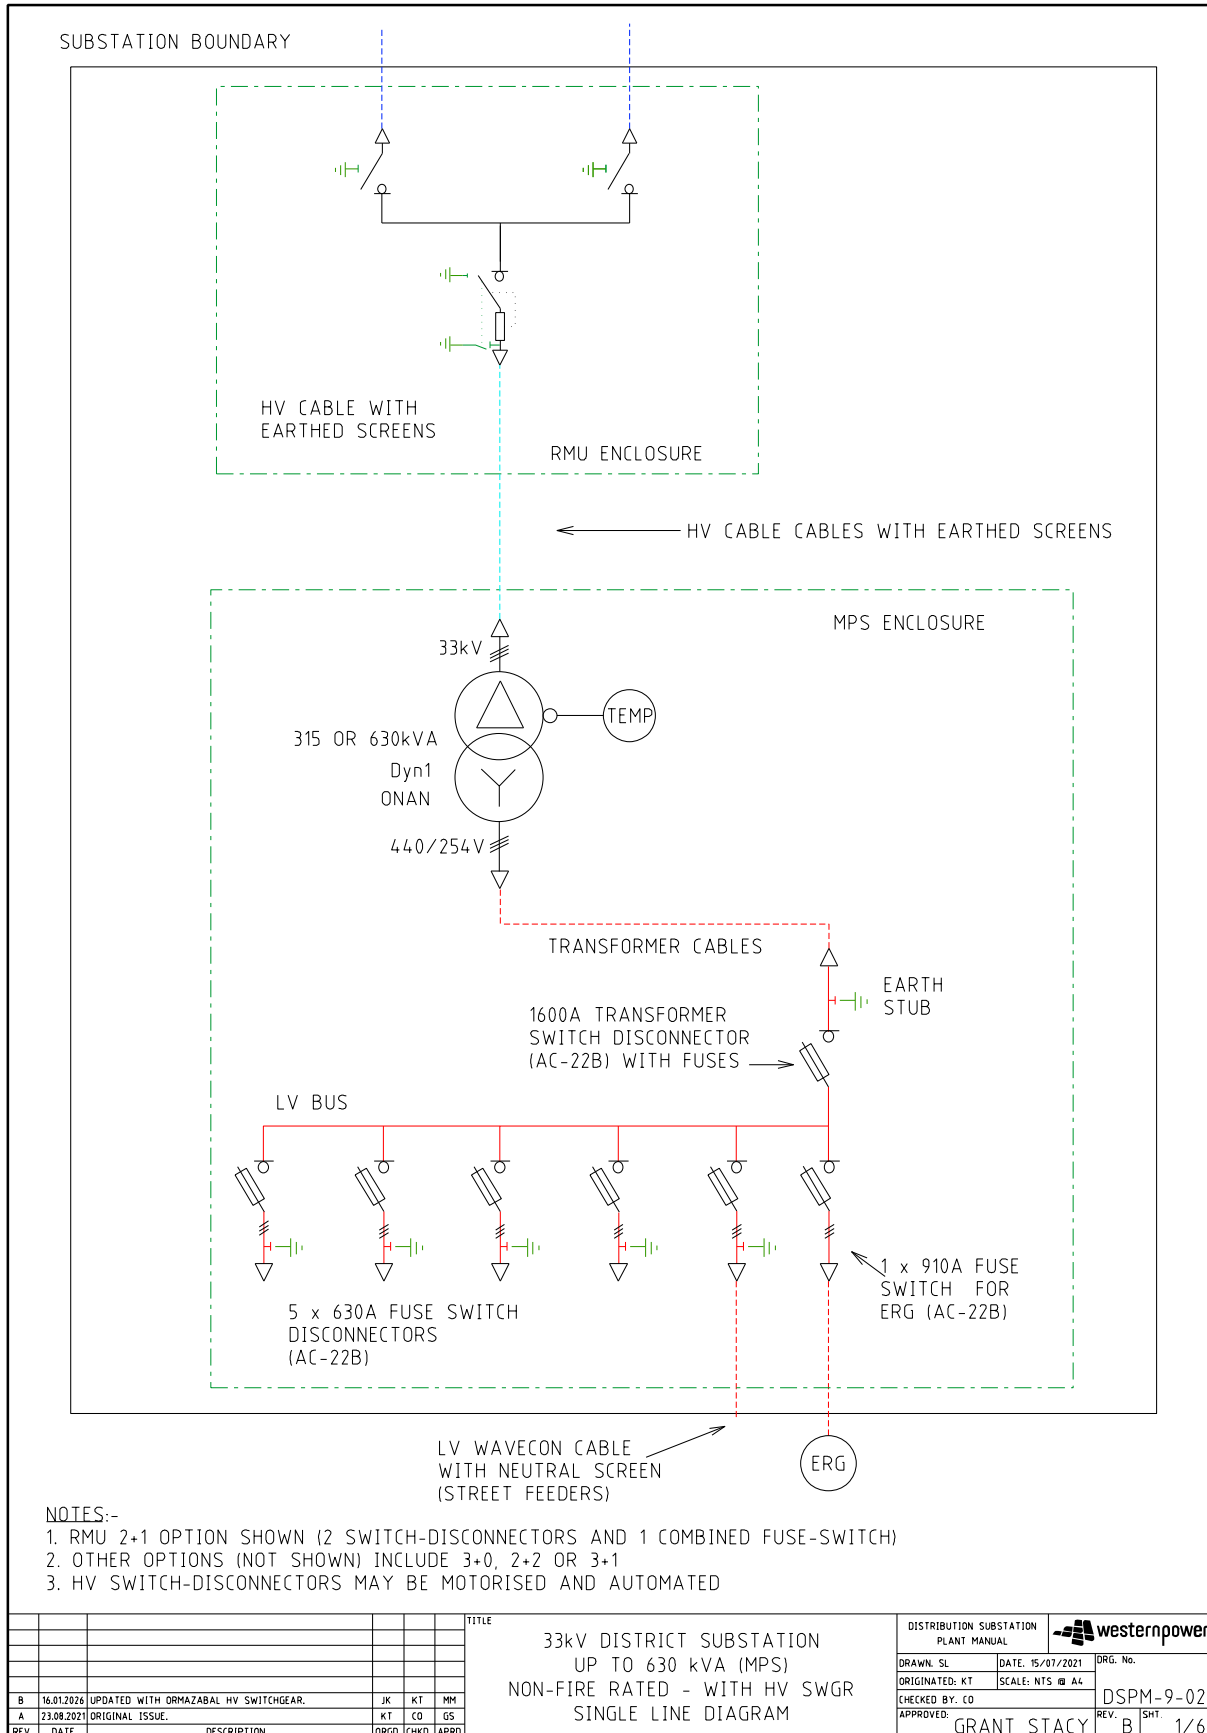 SUBSTATION BOUNDARY
HV CABLE WITH
EARTHED SCREENS
RMU ENCLOSURE
HV CABLE CABLES WITH EARTHED SCREENS
MPS ENCLOSURE
33kV
TEMP
315 OR 630kVA
Dyn1
ONAN
440/254V
TRANSFORMER CABLES
EARTH
STUB
1600A TRANSFORMER
SWITCH DISCONNECTOR
(AC-22B) WITH FUSES
LV BUS
1 x 910A FUSE
SWITCH FOR
ERG (AC-22B)
5 x 630A FUSE SWITCH
DISCONNECTORS
(AC-22B)
LV WAVECON CABLE
WITH NEUTRAL SCREEN
(STREET FEEDERS)
ERG
NOTES:-
1. RMU 2+1 OPTION SHOWN (2 SWITCH-DISCONNECTORS AND 1 COMBINED FUSE-SWITCH)
2. OTHER OPTIONS (NOT SHOWN) INCLUDE 3+0, 2+2 OR 3+1
3. HV SWITCH-DISCONNECTORS MAY BE MOTORISED AND AUTOMATED
B 16.01.2026 UPDATED WITH ORMAZABAL HV SWITCHGEAR. JK KT MM
A 23.08.2021 ORIGINAL ISSUE. KT CO GS
REV DATE DESCRIPTION ORGD CHKD APRD
TITLE
33kV DISTRICT SUBSTATION
UP TO 630 kVA (MPS)
NON-FIRE RATED - WITH HV SWGR
SINGLE LINE DIAGRAM
DISTRIBUTION SUBSTATION
PLANT MANUAL
westernpower
DRAWN. SL DATE. 15/07/2021
ORIGINATED: KT SCALE: NTS @ A4
CHECKED BY. CO
APPROVED: GRANT STACY
DRG. No.
DSPM-9-02
REV. B SHT. 1/6